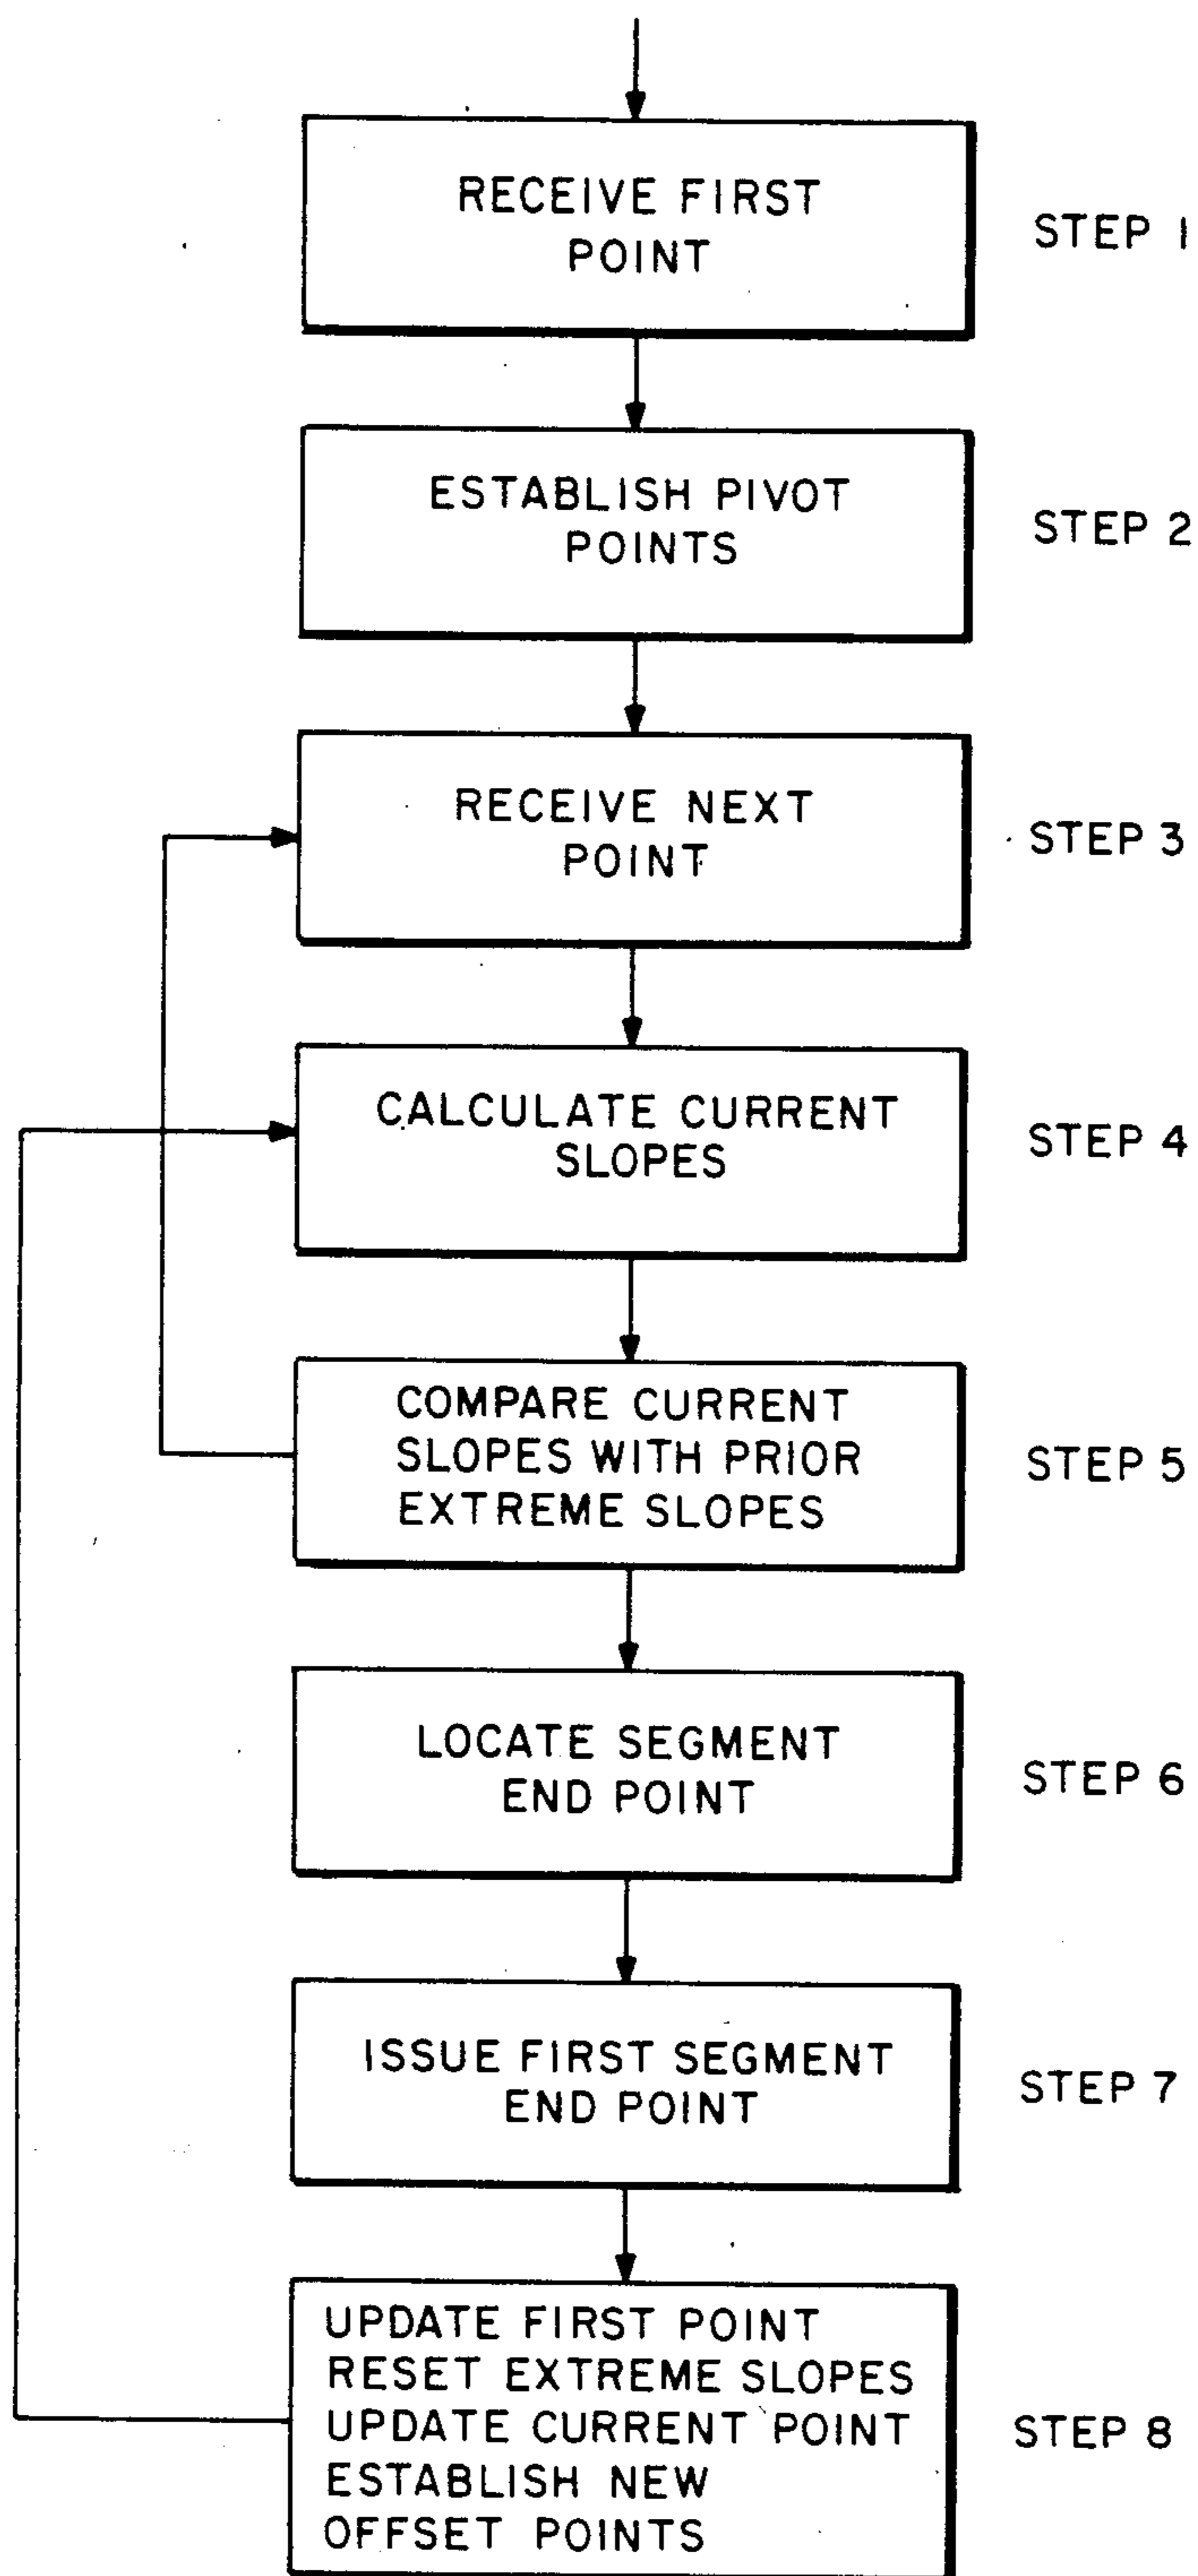 RECEIVE FIRST
POINT
STEP 1
ESTABLISH PIVOT
POINTS
STEP 2
RECEIVE NEXT
POINT
STEP 3
CALCULATE CURRENT
SLOPES
STEP 4
COMPARE CURRENT
SLOPES WITH PRIOR
EXTREME SLOPES
STEP 5
LOCATE SEGMENT
END POINT
STEP 6
ISSUE FIRST SEGMENT
END POINT
STEP 7
UPDATE FIRST POINT
RESET EXTREME SLOPES
UPDATE CURRENT POINT
ESTABLISH NEW
OFFSET POINTS
STEP 8